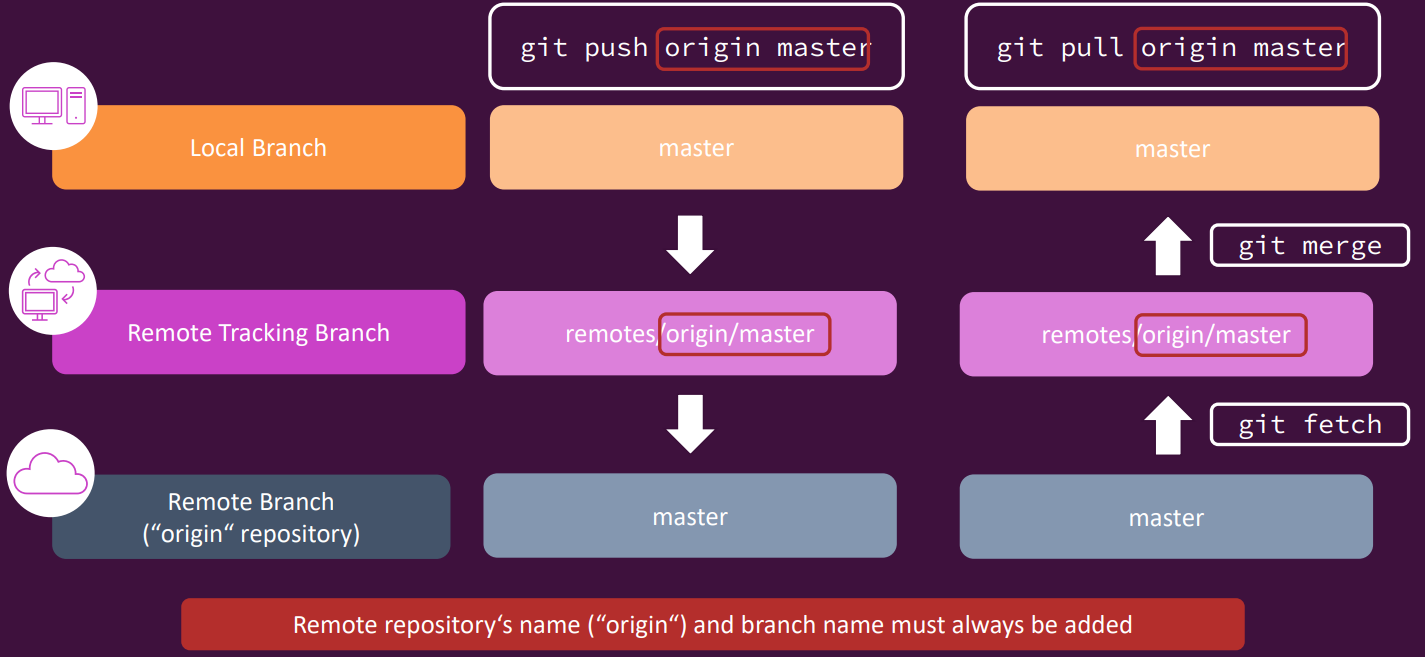 git push origin master
git pull origin master
Local Branch
master
master
git merge
Remote Tracking Branch
remotes/origin/master
remotes/origin/master
git fetch
Remote Branch
(“origin“ repository)
master
master
Remote repository‘s name (“origin“) and branch name must always be added